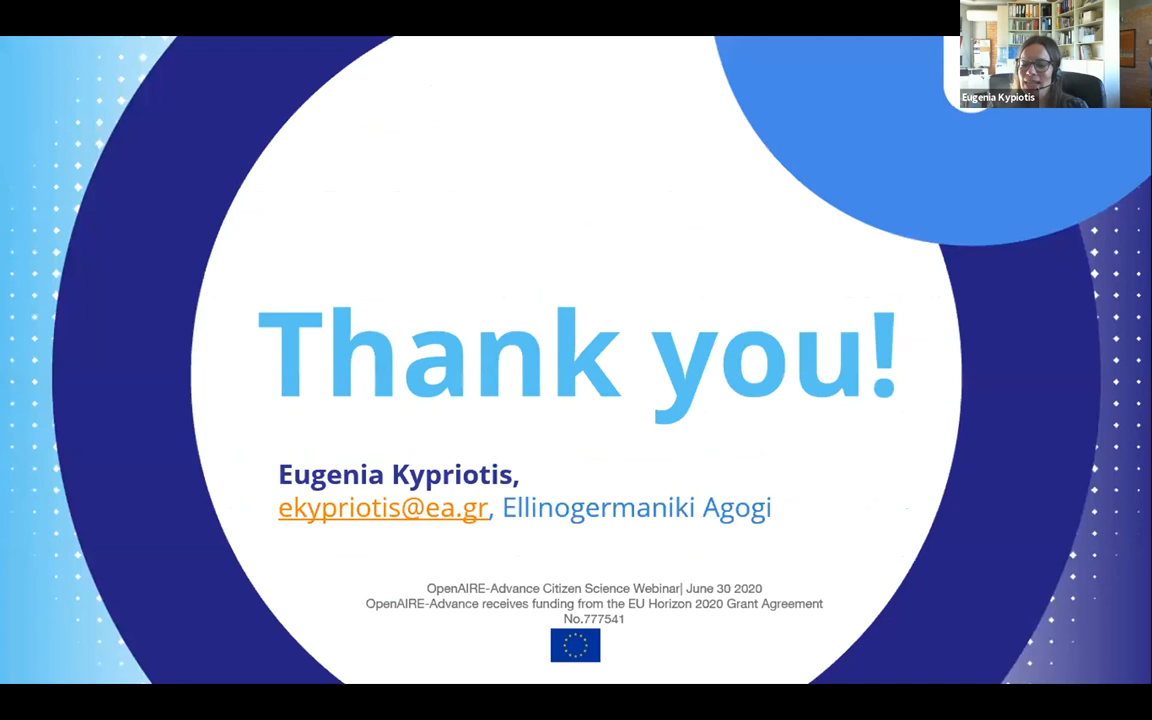 Eugenia Kypiotis
Thank you!
Eugenia Kypriotis,
ekypriotis@ea.gr, Ellinogermaniki Agogi
OpenAIRE-Advance Citizen Science Webinar| June 30 2020
OpenAIRE-Advance receives funding from the EU Horizon 2020 Grant Agreement
No.777541